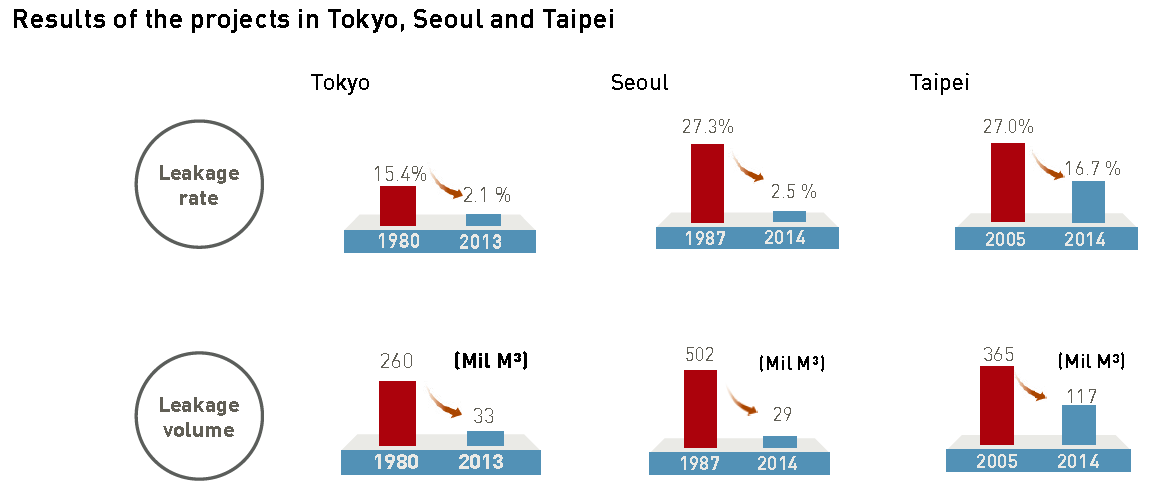 Results of the projects in Tokyo, Seoul and Taipei
Tokyo
Seoul
Taipei
Leakage
rate
15.4%
2.1 %
1980
2013
27.3%
2.5 %
1987
2014
27.0%
16.7 %
2005
2014
Leakage
volume
260
(Mil M³)
33
1980
2013
502
(Mil M³)
29
1987
2014
365
(Mil M³)
117
2005
2014